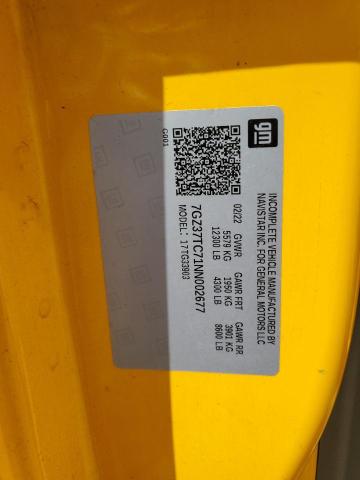 gm
INCOMPLETE VEHICLE MANUFACTURED BY
NAVISTAR INC. FOR GENERAL MOTORS LLC
02/22 GVWR GAWR FRT GAWR RR
5579 KG 1950 KG 3901 KG
12300 LB 4300 LB 8600 LB
7GZ37TC71NN002677
MODEL: 17TG33903
G001